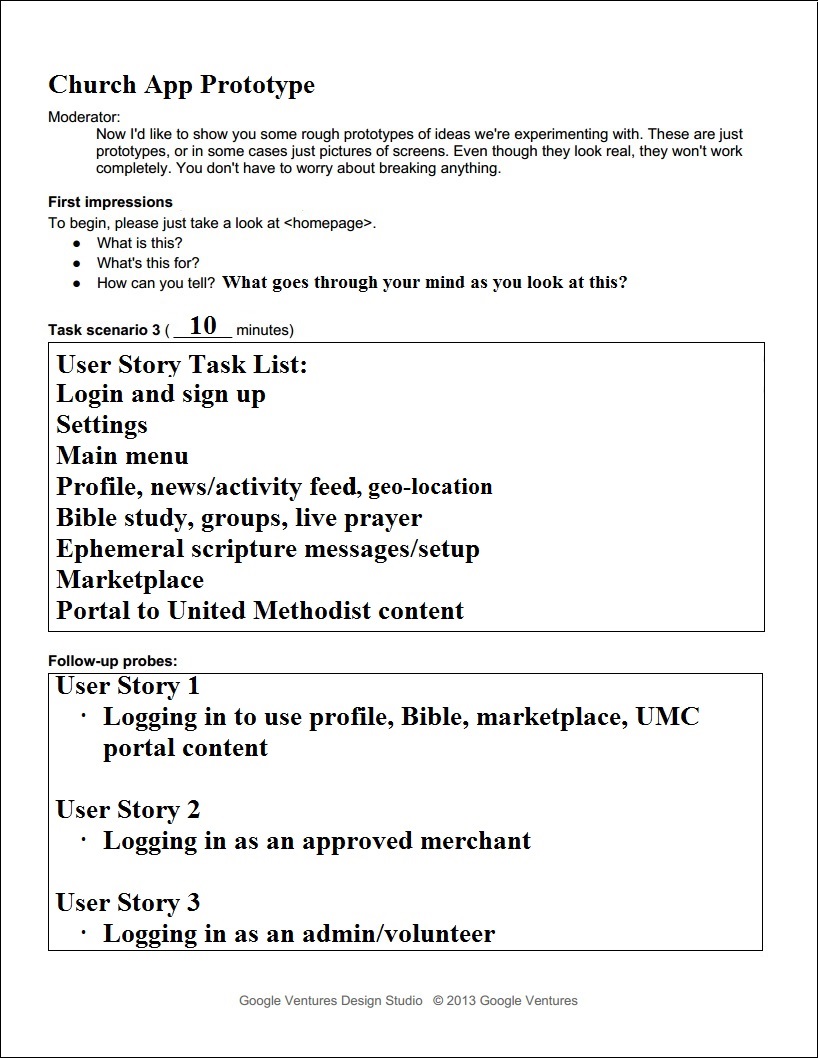 Church App Prototype
Moderator:
Now I'd like to show you some rough prototypes of ideas we're experimenting with. These are just
prototypes, or in some cases just pictures of screens. Even though they look real, they won't work
completely. You don't have to worry about breaking anything.
First impressions
To begin, please just take a look at <homepage>.
● What is this?
● What's this for?
● How can you tell? What goes through your mind as you look at this?
Task scenario 3 ( 10 minutes)
User Story Task List:
Login and sign up
Settings
Main menu
Profile, news/activity feed, geo-location
Bible study, groups, live prayer
Ephemeral scripture messages/setup
Marketplace
Portal to United Methodist content
Follow-up probes:
User Story 1
· Logging in to use profile, Bible, marketplace, UMC
portal content
User Story 2
· Logging in as an approved merchant
User Story 3
· Logging in as an admin/volunteer
Google Ventures Design Studio © 2013 Google Ventures